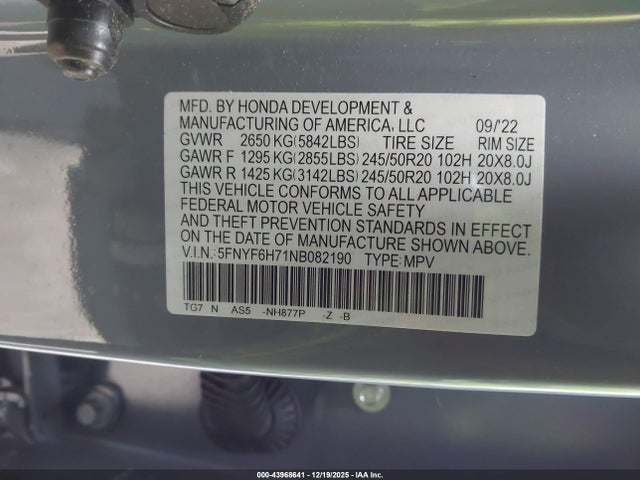 MFD. BY HONDA DEVELOPMENT &
MANUFACTURING OF AMERICA, LLC 09/'22
GVWR 2650 KG(5842LBS) TIRE SIZE RIM SIZE
GAWR F 1295 KG(2855LBS) 245/50R20 102H 20X8.0J
GAWR R 1425 KG(3142LBS) 245/50R20 102H 20X8.0J
THIS VEHICLE CONFORMS TO ALL APPLICABLE
FEDERAL MOTOR VEHICLE SAFETY
AND THEFT PREVENTION STANDARDS IN EFFECT
ON THE DATE OF MANUFACTURE SHOWN ABOVE
V.I.N.: 5FNYF6H71NB082190 TYPE: MPV
TG7 N AS5 -NH877P -Z -B
000-43968641 - 12/19/2025 - IAA Inc.